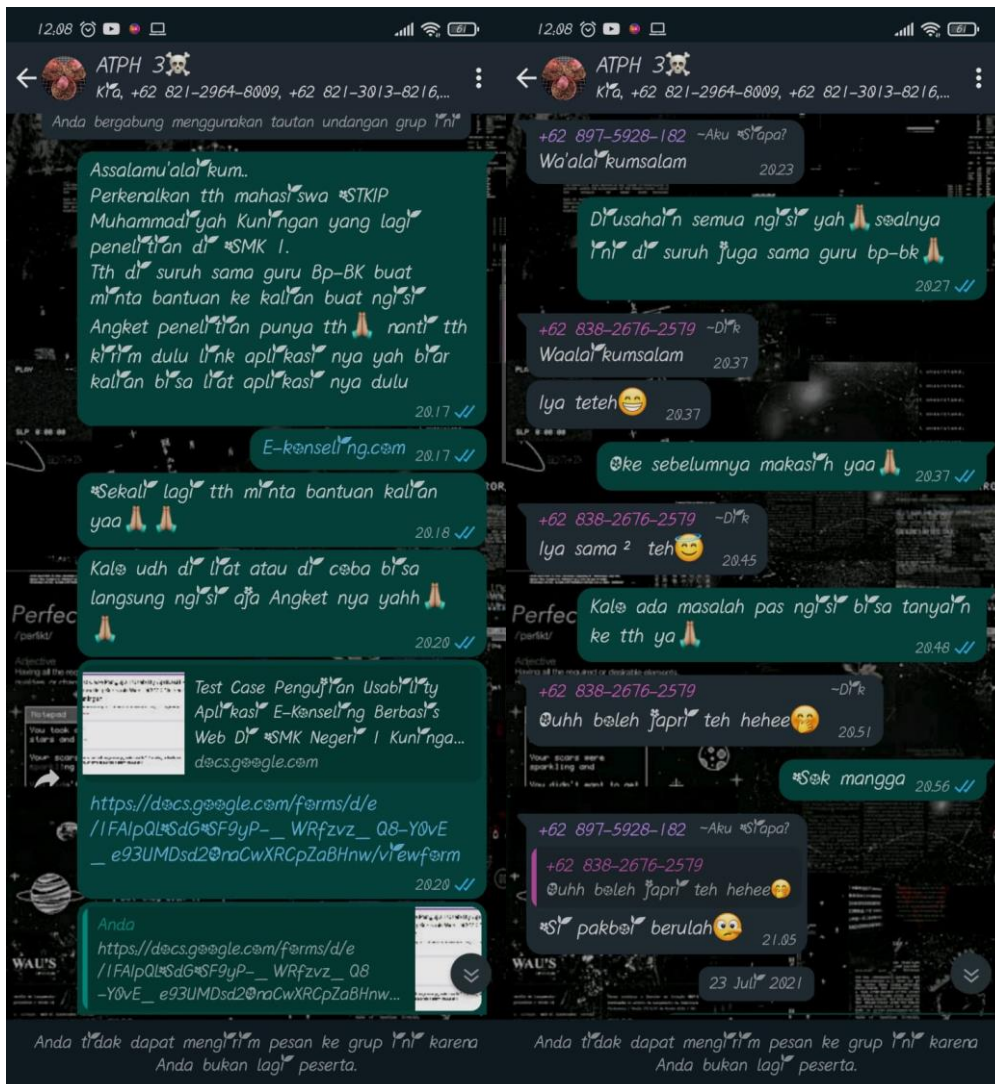 12.08
61
ATPH 3☠️
Kita, +62 821-2964-8009, +62 821-3013-8216,...
Anda bergabung menggunakan tautan undangan grup ini
Assalamu'alaikum..
Perkenalkan tth mahasiswa STKIP
Muhammadiyah Kuningan yang lagi
penelitian di SMK 1.
Tth di suruh sama guru Bp-BK buat
minta bantuan ke kalian buat ngisi
Angket penelitian punya tth🙏 nanti tth
kirim dulu link aplikasi nya yah biar
kalian bisa liat aplikasi nya dulu
20.17
E-konseling.com 20.17
Sekali lagi tth minta bantuan kalian
yaa🙏🙏
20.18
Kalo udh di liat atau di coba bisa
langsung ngisi aja Angket nya yahh🙏
🙏
20.20
Test Case Pengujian Usability
Aplikasi E-Konseling Berbasis
Web Di SMK Negeri 1 Kuninga...
docs.google.com
https://docs.google.com/forms/d/e
/1FAIpQLSdGSF9yP-__WRfzvz__Q8-Y0vE
__e93UMDsd2OnaCwXRCpZaBHnw/viewform
20.20
Anda
https://docs.google.com/forms/d/e
/1FAIpQLSdGSF9yP-__WRfzvz__Q8
-Y0vE__e93UMDsd2OnaCwXRCpZaBHnw...
Perfec
/'perfikt/
Adjective
WAU'S
Anda tidak dapat mengirim pesan ke grup ini karena
Anda bukan lagi peserta.
12.08
61
ATPH 3☠️
+62 821-2964-8009, +62 821-3013-8216,...
+62 897-5928-182 ~Aku Siapa?
Wa'alaikumsalam
20.23
Diusahain semua ngisi yah🙏 soalnya
ini di suruh juga sama guru bp-bk🙏
20.27
+62 838-2676-2579 ~Dik
Waalaikumsalam
20.37
Iya teteh😁 20.37
Oke sebelumnya makasih yaa🙏
20.37
+62 838-2676-2579 ~Dik
Iya sama ² teh😇
20.45
Kalo ada masalah pas ngisi bisa tanyain
ke tth ya🙏
20.48
+62 838-2676-2579 ~Dik
Ouhh boleh japri teh hehee🤭
20.51
Sok mangga 20.56
+62 897-5928-182 ~Aku Siapa?
+62 838-2676-2579
Ouhh boleh japri teh hehee🤭
Si pakboi berulah🤕
21.05
23 Juli 2021
Perfec
/'perfikt/
Adjective
WAU'S
Anda tidak dapat mengirim pesan ke grup ini karena
Anda bukan lagi peserta.